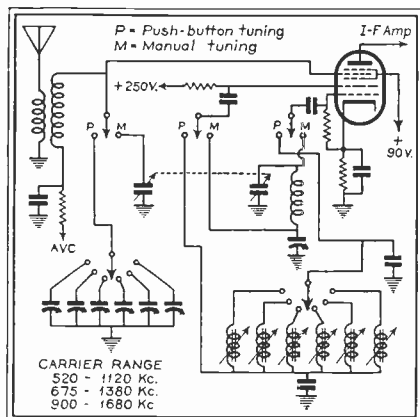 P = Push-button tuning
M = Manual tuning
I-F Amp
+250V.
P
M
P
M
P
M
+
90V.
AVC
CARRIER RANGE
520 - 1120 Kc.
675 - 1380 Kc.
900 - 1680 Kc.